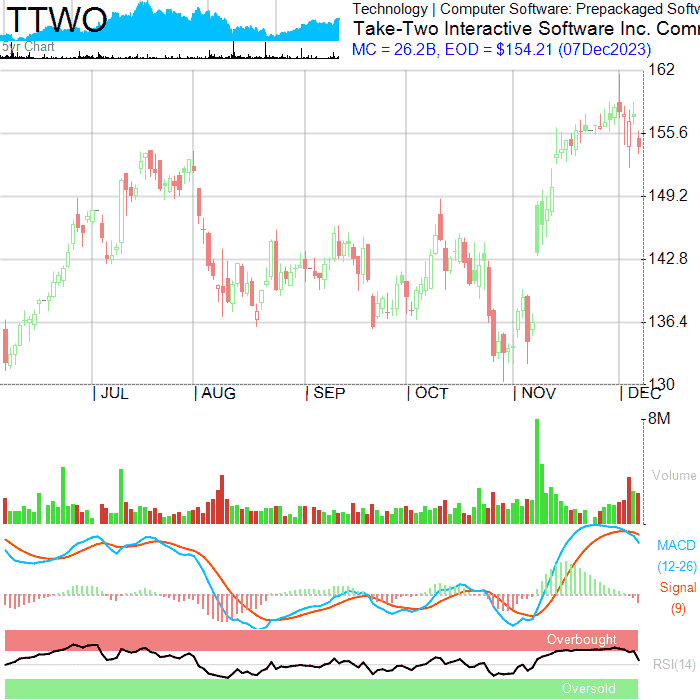 TTWO
5yr Chart
Technology | Computer Software: Prepackaged Softw
Take-Two Interactive Software Inc. Comm
MC = 26.2B, EOD = $154.21 (07Dec2023)
162
155.6
149.2
142.8
136.4
130
JUL AUG SEP OCT NOV DEC
8M
Volume
MACD
(12-26)
Signal
(9)
Overbought
RSI(14)
Oversold